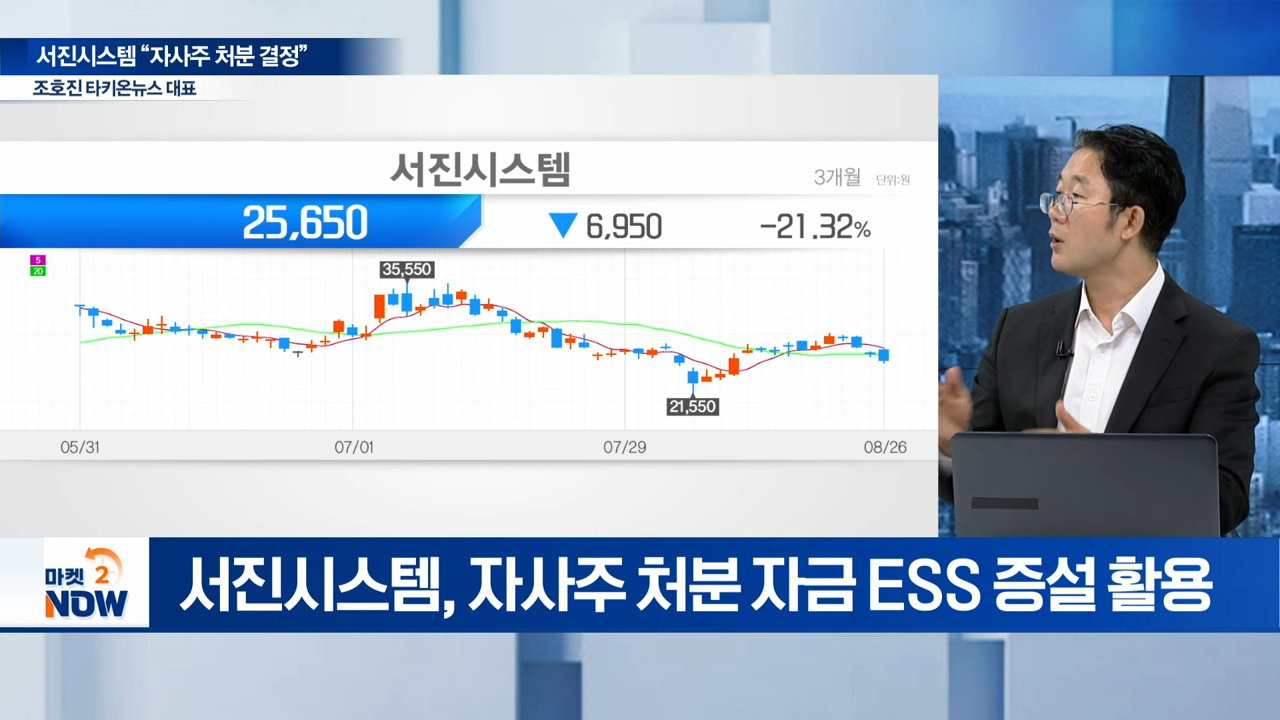 서진시스템 “자사주 처분 결정”
조호진 타키온뉴스 대표
서진시스템
3개월 단위:원
25,650 ▼ 6,950 -21.32%
5
20
35,550
21,550
05/31 07/01 07/29 08/26
마켓 2
NOW
서진시스템, 자사주 처분 자금 ESS 증설 활용